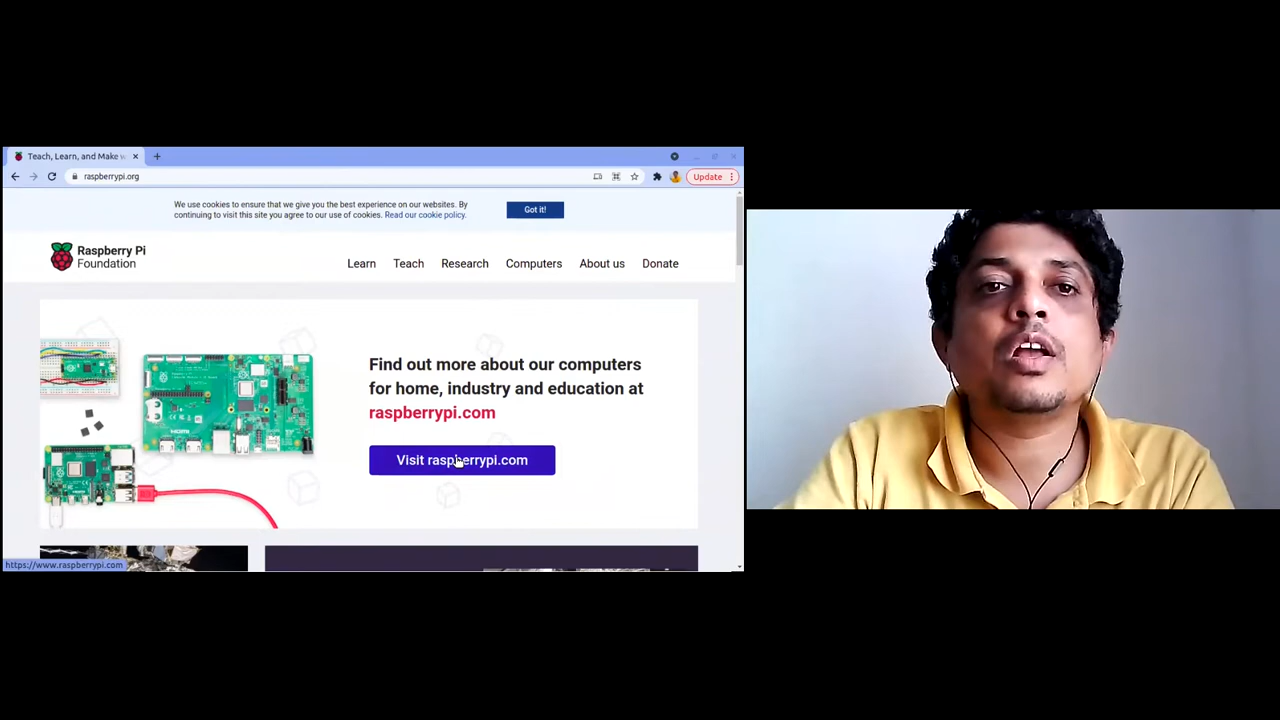 Teach, Learn, and Make w
raspberrypi.org
Update
We use cookies to ensure that we give you the best experience on our websites. By
continuing to visit this site you agree to our use of cookies. Read our cookie policy.
Got it!
Raspberry Pi
Foundation
Learn
Teach
Research
Computers
About us
Donate
Find out more about our computers
for home, industry and education at
raspberrypi.com
Visit raspberrypi.com
HDMI
https://www.raspberrypi.com